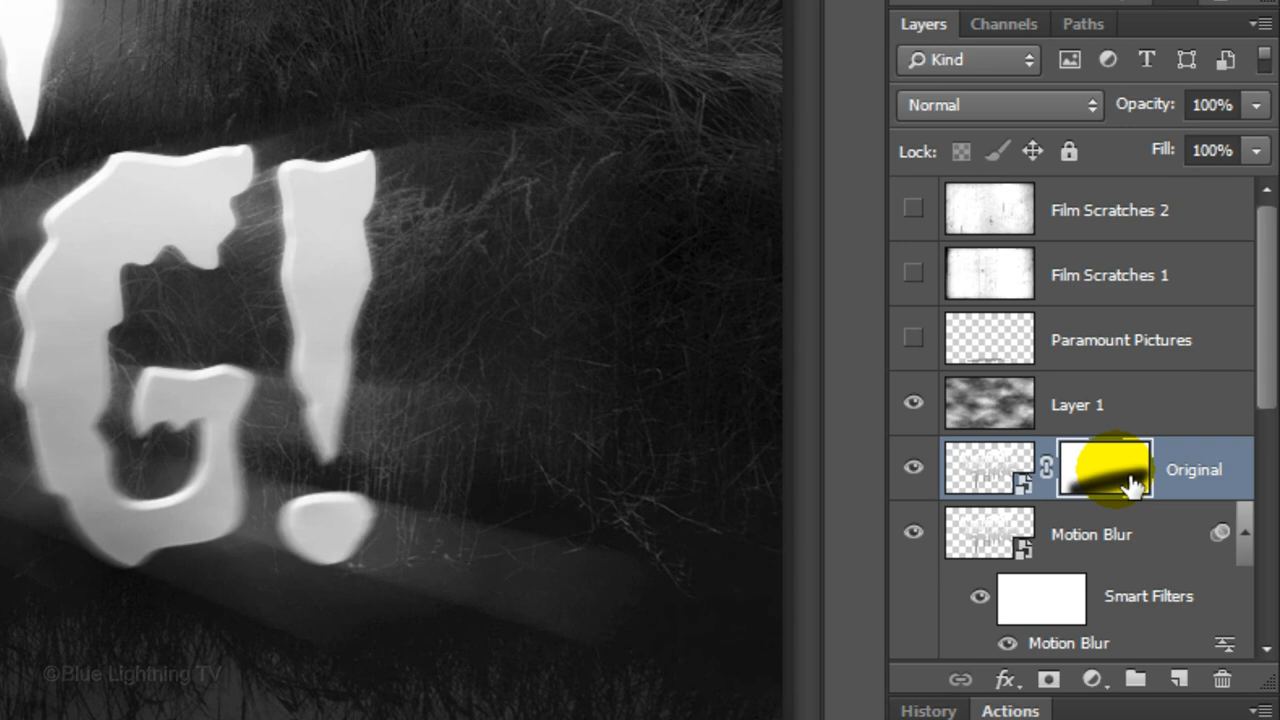 Layers Channels Paths
Kind T
Normal Opacity: 100%
Lock: Fill: 100%
Film Scratches 2
Film Scratches 1
Paramount Pictures
Layer 1
Original
Motion Blur
Smart Filters
Motion Blur
G!
©Blue Lightning TV
fx
History Actions